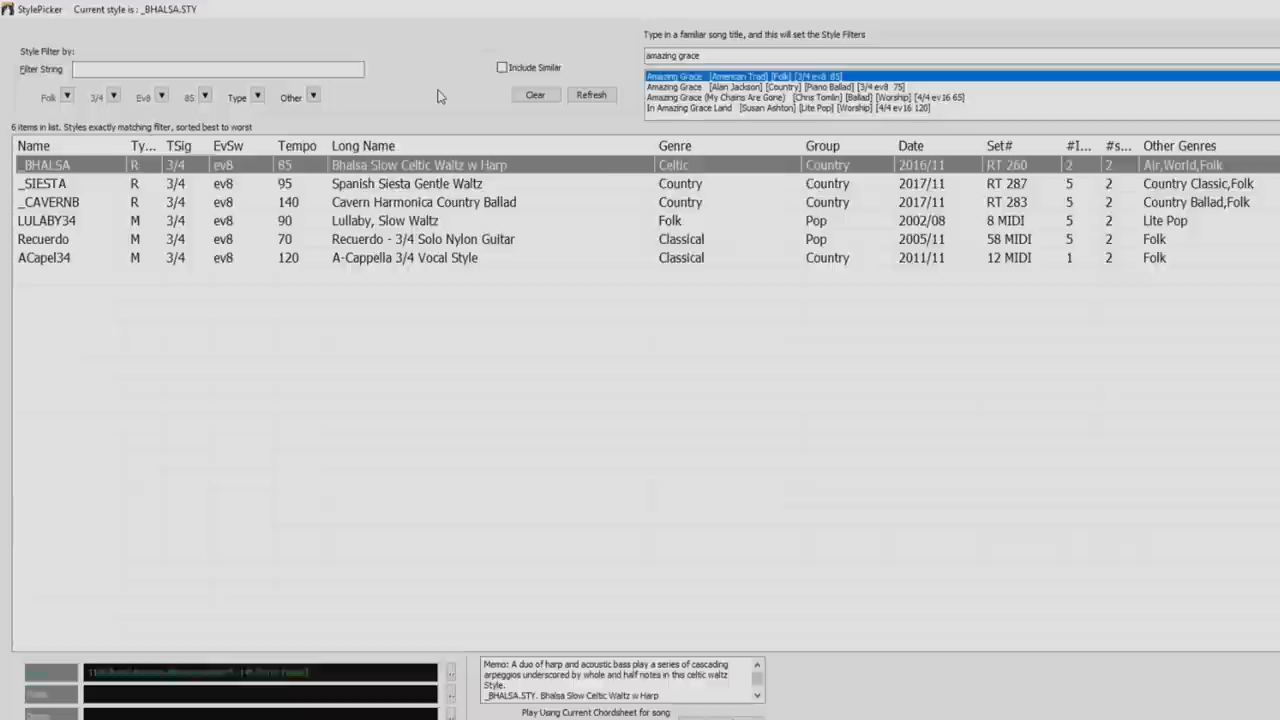 StylePicker Current style is : _BHALSA.STY
Type in a familiar song title, and this will set the Style Filters
Style Filter by:
amazing grace
Filter String
Include Similar
Amazing Grace [American Trad] [Folk] [3/4 ev8 85]
Amazing Grace [Alan Jackson] [Country] [Piano Ballad] [3/4 ev8 75]
Amazing Grace (My Chains Are Gone) [Chris Tomlin] [Ballad] [Worship] [4/4 ev16 65]
In Amazing Grace Land [Susan Ashton] [Lite Pop] [Worship] [4/4 ev16 120]
Folk 3/4 Ev8 85 Type Other Clear Refresh
6 items in list. Styles exactly matching filter, sorted best to worst
Name Ty... TSig EvSw Tempo Long Name Genre Group Date Set# #I... #s... Other Genres
_BHALSA R 3/4 ev8 85 Bhalsa Slow Celtic Waltz w Harp Celtic Country 2016/11 RT 260 2 2 Air,World,Folk
_SIESTA R 3/4 ev8 95 Spanish Siesta Gentle Waltz Country Country 2017/11 RT 287 5 2 Country Classic,Folk
_CAVERNB R 3/4 ev8 140 Cavern Harmonica Country Ballad Country Country 2017/11 RT 283 5 2 Country Ballad,Folk
LULABY34 M 3/4 ev8 90 Lullaby, Slow Waltz Folk Pop 2002/08 8 MIDI 5 2 Lite Pop
Recuerdo M 3/4 ev8 70 Recuerdo - 3/4 Solo Nylon Guitar Classical Pop 2005/11 58 MIDI 5 2 Folk
ACapel34 M 3/4 ev8 120 A-Cappella 3/4 Vocal Style Classical Country 2011/11 12 MIDI 1 2 Folk
Memo: A duo of harp and acoustic bass play a series of cascading
arpeggios underscored by whole and half notes in this celtic waltz
Style.
_BHALSA.STY. Bhalsa Slow Celtic Waltz w Harp
Play Using Current Chordsheet for song